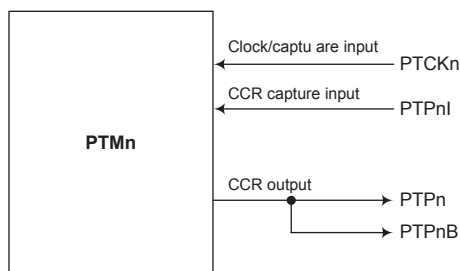 Clock/captu are input
PTCKn
CCR capture input
PTPnI
PTMn
CCR output
PTPn
PTPnB